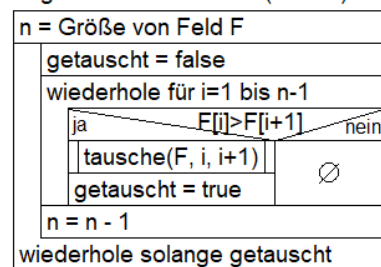 n = Größe von Feld F
getauscht = false
wiederhole für i=1 bis n-1
F[i]>F[i+1]
ja
nein
tausche(F, i, i+1)
∅
getauscht = true
n = n - 1
wiederhole solange getauscht